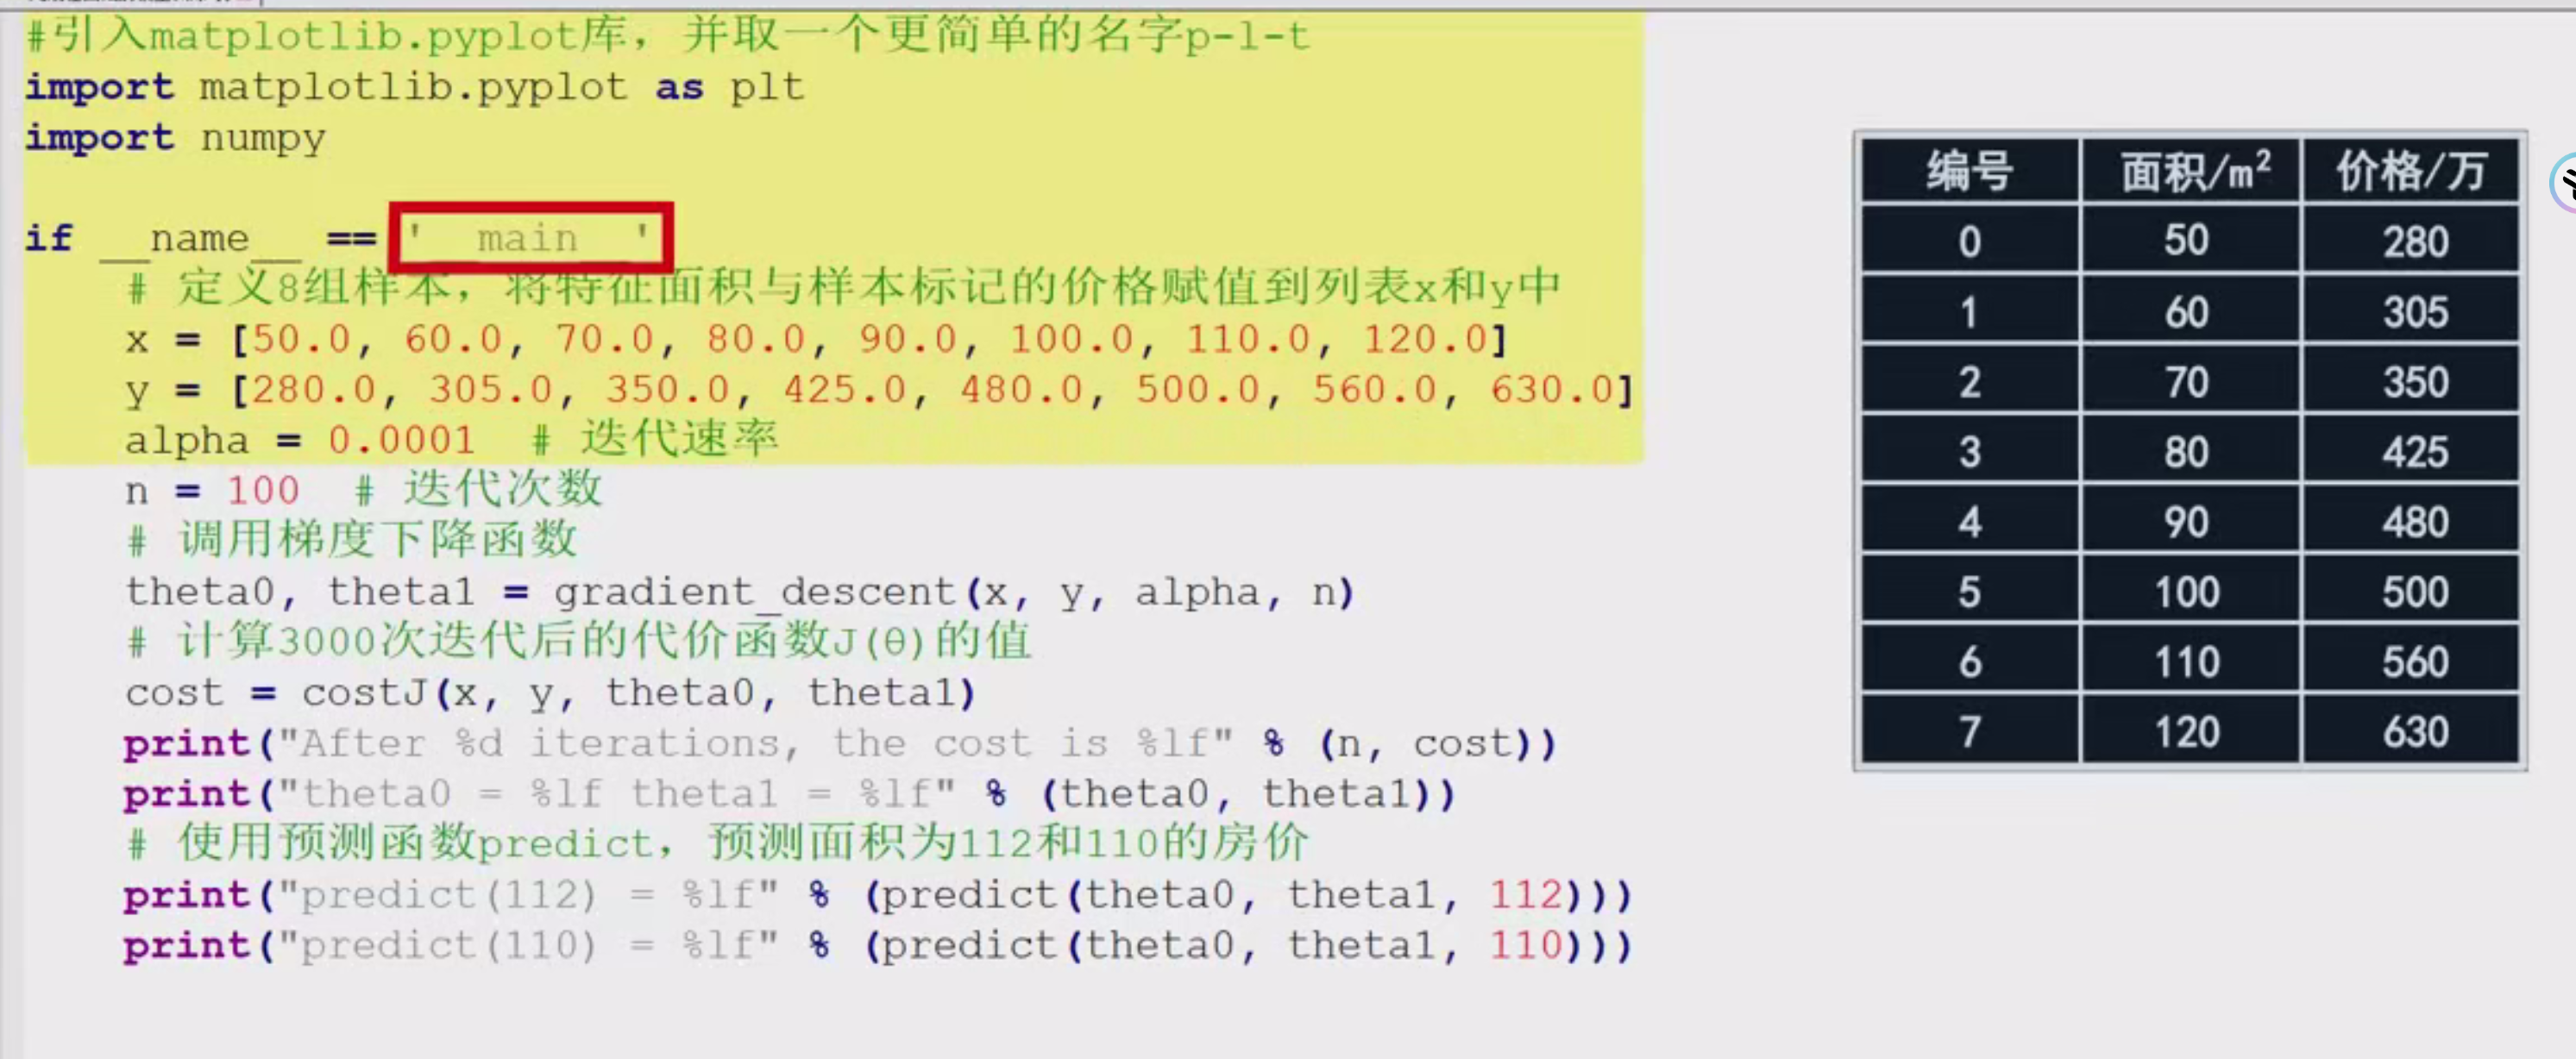 #引入matplotlib.pyplot库，并取一个更简单的名字p-l-t
import matplotlib.pyplot as plt
import numpy
if __name__ == '__main__'
# 定义8组样本，将特征面积与样本标记的价格赋值到列表x和y中
x = [50.0, 60.0, 70.0, 80.0, 90.0, 100.0, 110.0, 120.0]
y = [280.0, 305.0, 350.0, 425.0, 480.0, 500.0, 560.0, 630.0]
alpha = 0.0001 # 迭代速率
n = 100 # 迭代次数
# 调用梯度下降函数
theta0, theta1 = gradient_descent(x, y, alpha, n)
# 计算3000次迭代后的代价函数J(θ)的值
cost = costJ(x, y, theta0, theta1)
print("After %d iterations, the cost is %lf" % (n, cost))
print("theta0 = %lf theta1 = %lf" % (theta0, theta1))
# 使用预测函数predict，预测面积为112和110的房价
print("predict(112) = %lf" % (predict(theta0, theta1, 112)))
print("predict(110) = %lf" % (predict(theta0, theta1, 110)))
编号 面积/m² 价格/万
0 50 280
1 60 305
2 70 350
3 80 425
4 90 480
5 100 500
6 110 560
7 120 630